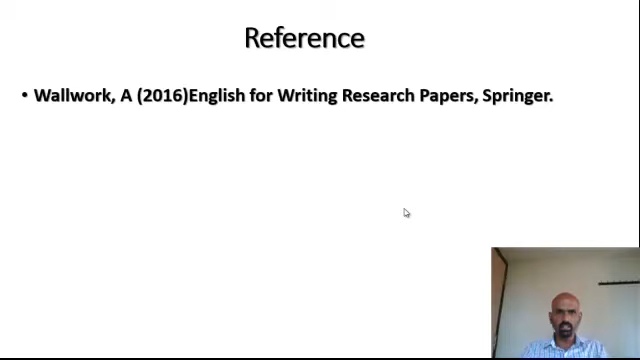 Reference
• Wallwork, A (2016)English for Writing Research Papers, Springer.